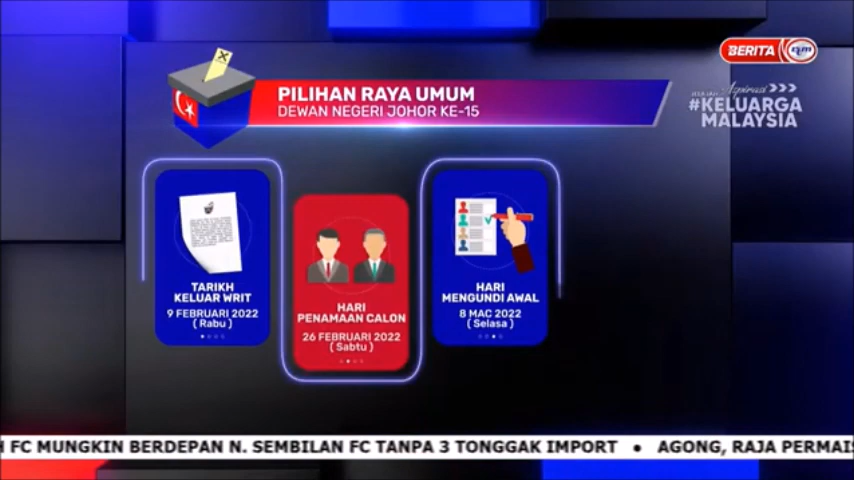 BERITA
rtm
Aspirasi
#KELUARGA
MALAYSIA
PILIHAN RAYA UMUM
DEWAN NEGERI JOHOR KE-15
TARIKH
KELUAR WRIT
9 FEBRUARI 2022
( Rabu )
HARI
PENAMAAN CALON
26 FEBRUARI 2022
( Sabtu )
HARI
MENGUNDI AWAL
8 MAC 2022
( Selasa )
H FC MUNGKIN BERDEPAN N. SEMBILAN FC TANPA 3 TONGGAK IMPORT • AGONG, RAJA PERMAIS